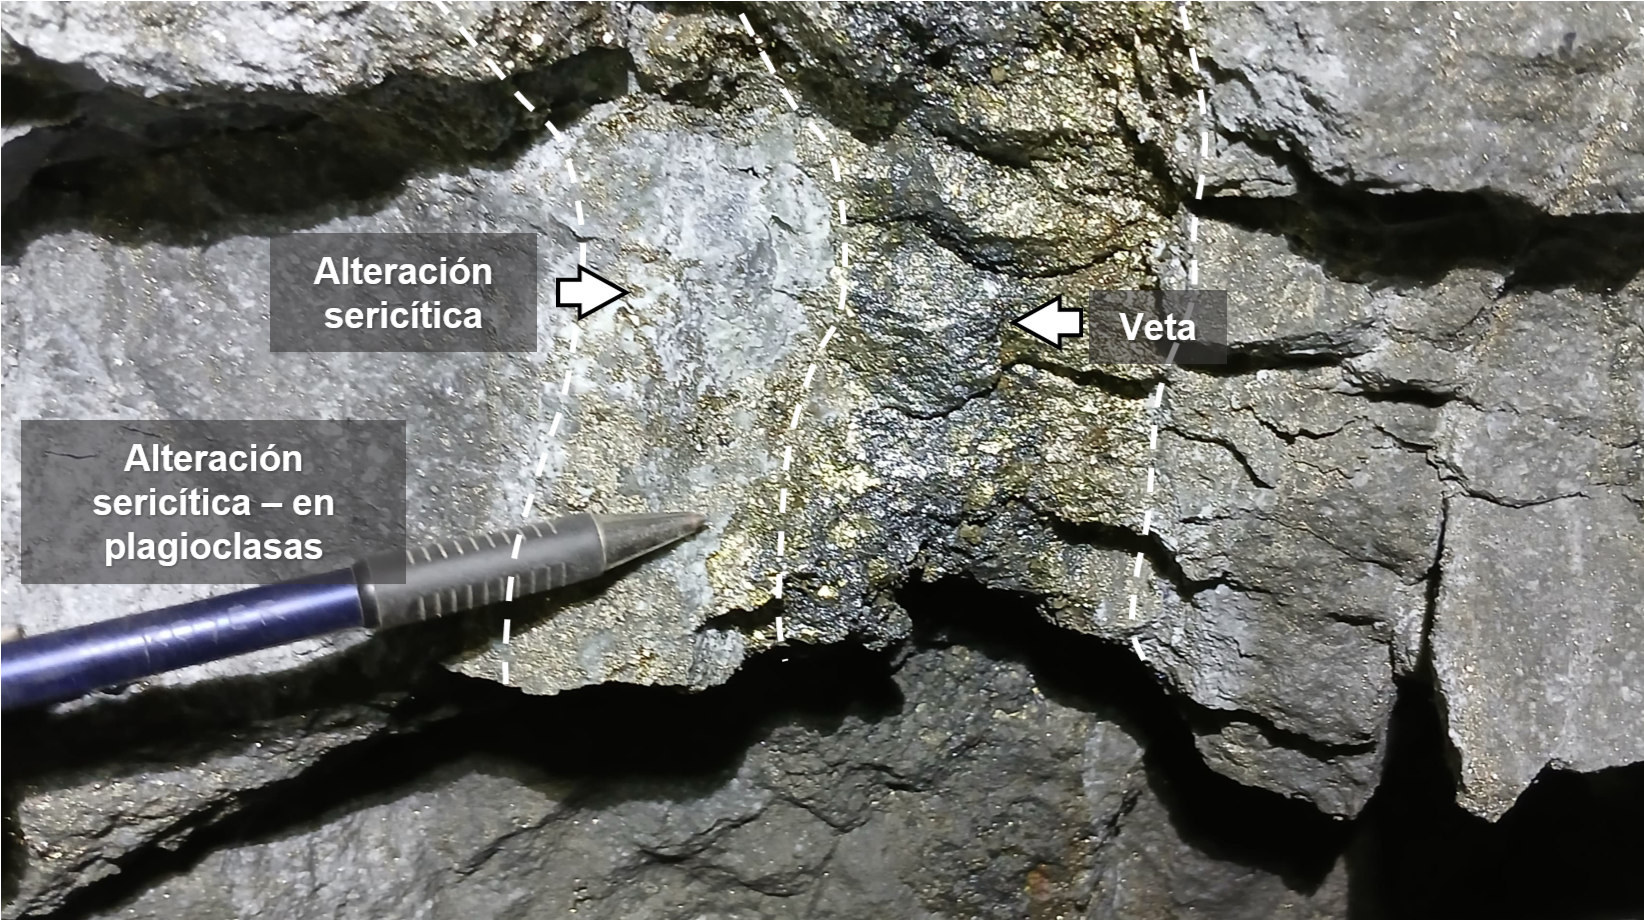 Alteración
sericítica
Veta
Alteración
sericítica – en
plagioclasas